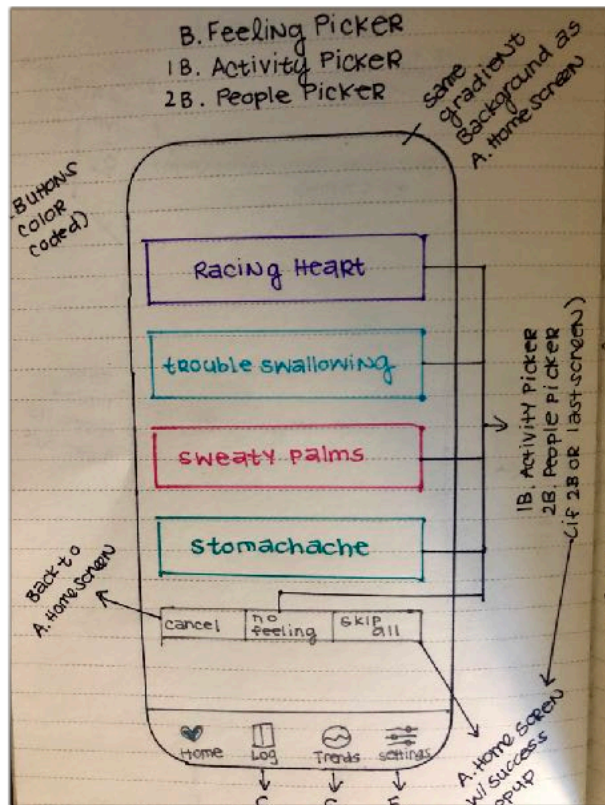 B. Feeling Picker
1B. Activity Picker
2B. People Picker
same
gradient
Background as
A. Home Screen
Buttons
color
coded)
Racing Heart
trouble swallowing
sweaty palms
stomachache
1B. Activity Picker
2B. People picker
(if 2B or last screen)
Back to
A. Home Screen
cancel
no
feeling
skip
all
Home
Log
Trends
settings
A. Home Scren
w/ success
opup